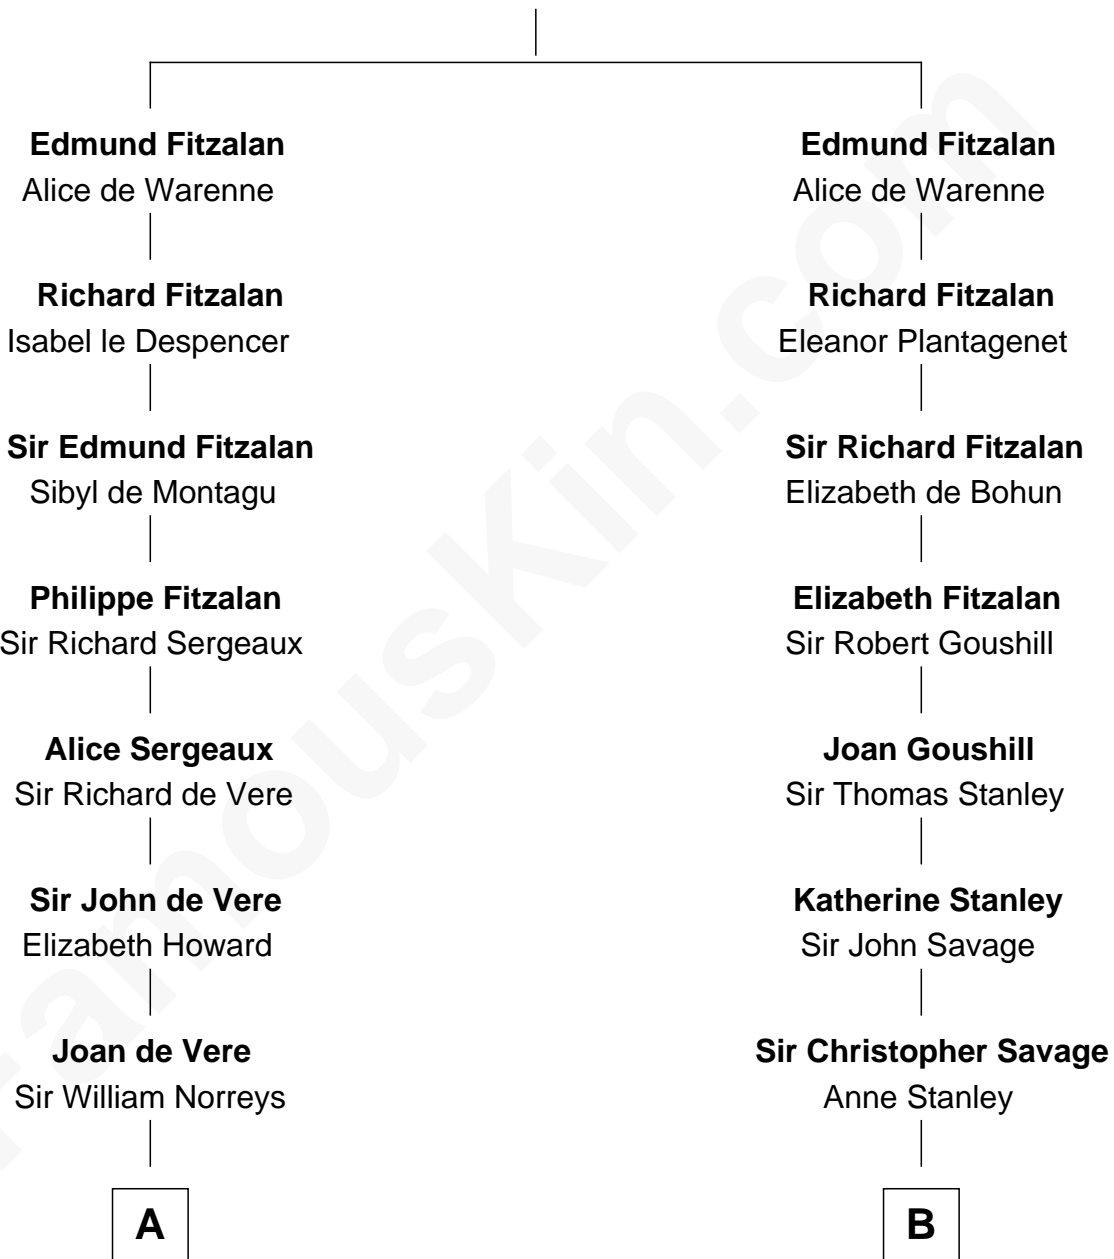 Edmund Fitzalan
Alice de Warenne
Richard Fitzalan
Isabel le Despencer
Sir Edmund Fitzalan
Sibyl de Montagu
Philippe Fitzalan
Sir Richard Sergeaux
Alice Sergeaux
Sir Richard de Vere
Sir John de Vere
Elizabeth Howard
Joan de Vere
Sir William Norreys
A
Edmund Fitzalan
Alice de Warenne
Richard Fitzalan
Eleanor Plantagenet
Sir Richard Fitzalan
Elizabeth de Bohun
Elizabeth Fitzalan
Sir Robert Goushill
Joan Goushill
Sir Thomas Stanley
Katherine Stanley
Sir John Savage
Sir Christopher Savage
Anne Stanley
B
FamousKin.com